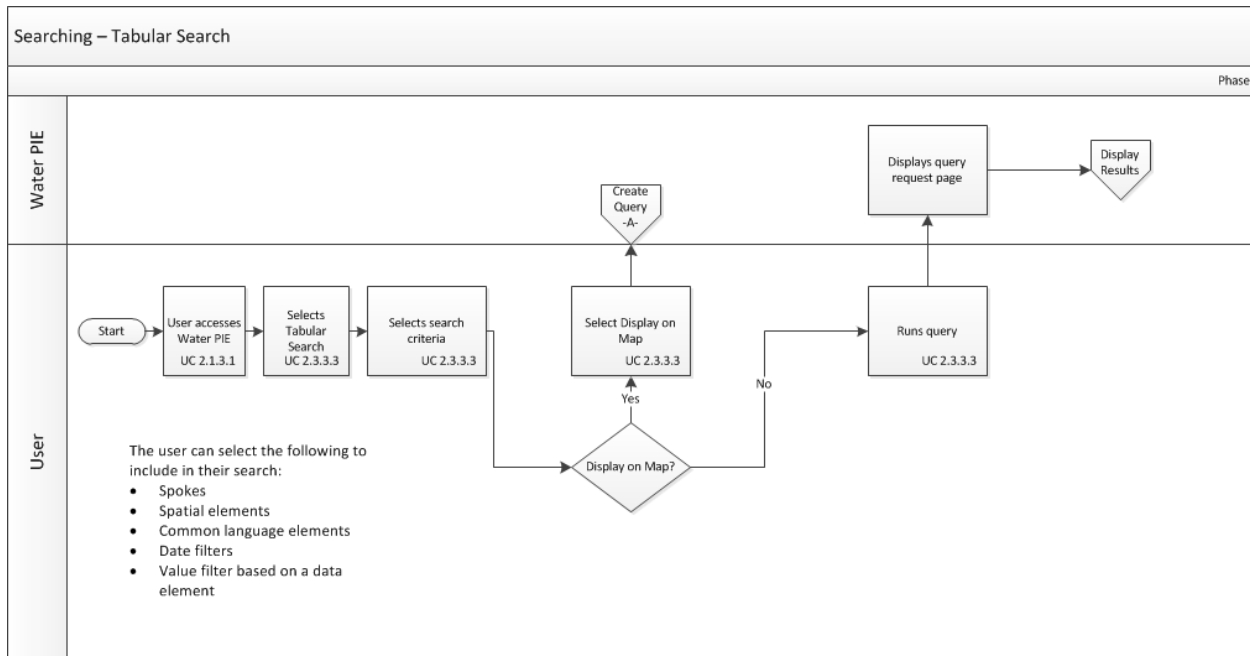 Searching – Tabular Search
Phase
Water PIE
Displays query
request page
Display
Results
Create
Query
-A-
User
Start
User accesses
Water PIE
UC 2.1.3.1
Selects
Tabular
Search
UC 2.3.3.3
Selects search
criteria
UC 2.3.3.3
Select Display on
Map
UC 2.3.3.3
Runs query
UC 2.3.3.3
Yes
No
Display on Map?
The user can select the following to
include in their search:
• Spokes
• Spatial elements
• Common language elements
• Date filters
• Value filter based on a data
element